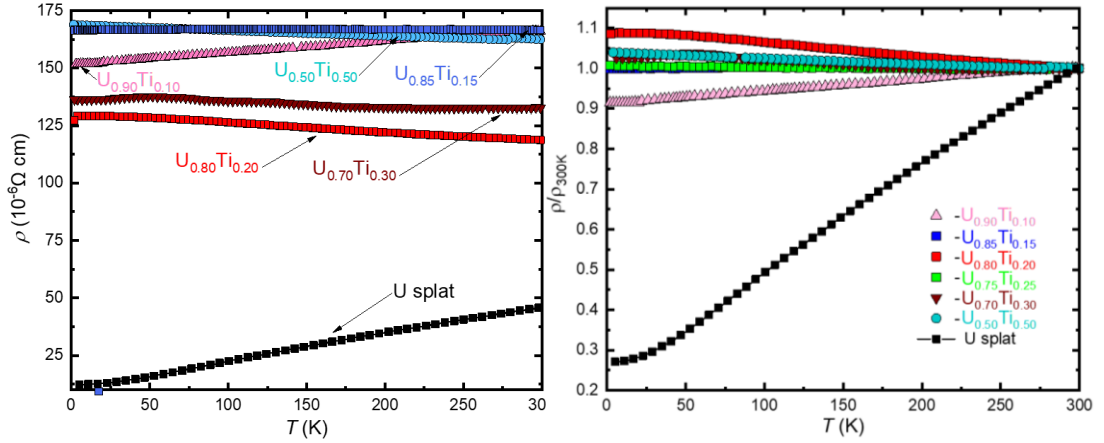 175
150
125
100
75
50
25
ρ (10⁻⁶Ω cm)
U₀.₉₀Ti₀.₁₀
U₀.₅₀Ti₀.₅₀
U₀.₈₅Ti₀.₁₅
U₀.₈₀Ti₀.₂₀
U₀.₇₀Ti₀.₃₀
U splat
0 50 100 150 200 250 300
T (K)
1.1
1.0
0.9
0.8
0.7
0.6
0.5
0.4
0.3
0.2
ρ/ρ₃₀₀K
-U₀.₉₀Ti₀.₁₀
-U₀.₈₅Ti₀.₁₅
-U₀.₈₀Ti₀.₂₀
-U₀.₇₅Ti₀.₂₅
-U₀.₇₀Ti₀.₃₀
-U₀.₅₀Ti₀.₅₀
U splat
0 50 100 150 200 250 300
T (K)